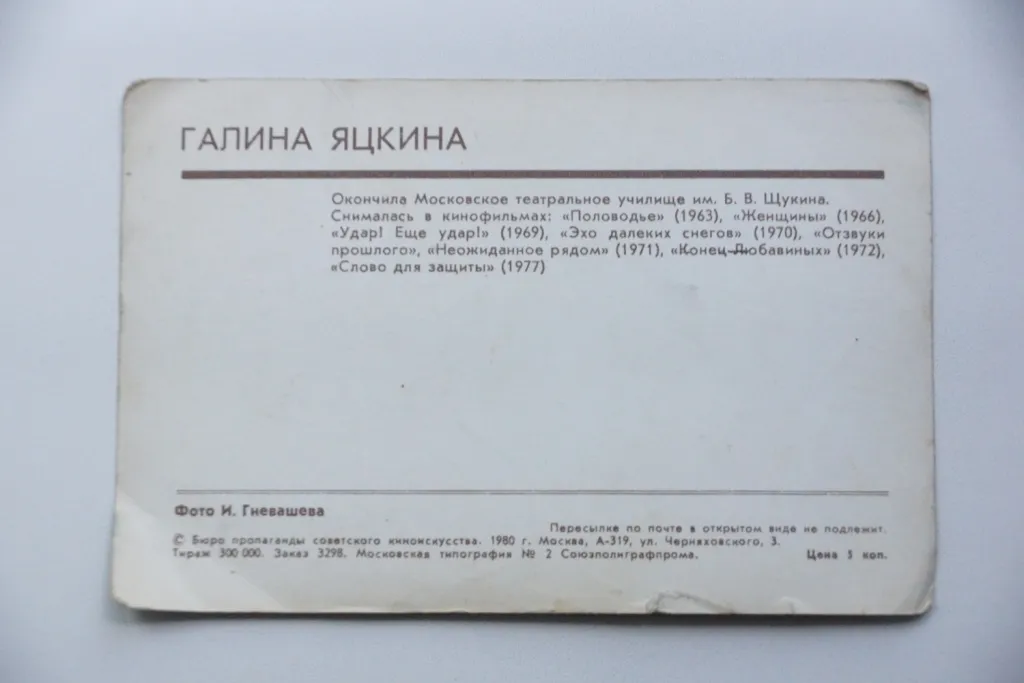 ГАЛИНА ЯЦКИНА
Окончила Московское театральное училище им. Б. В. Щукина.
Снималась в кинофильмах: «Половодье» (1963), «Женщины» (1966),
«Удар! Еще удар!» (1969), «Эхо далеких снегов» (1970), «Отзвуки
прошлого», «Неожиданное рядом» (1971), «Конец Любавиных» (1972),
«Слово для защиты» (1977)
Фото И. Гневашева
Пересылке по почте в открытом виде не подлежит.
© Бюро пропаганды советского киноискусства. 1980 г. Москва, А-319, ул. Черняховского, 3.
Тираж 300 000. Заказ 3298. Московская типография № 2 Союзполиграфпрома. Цена 5 коп.